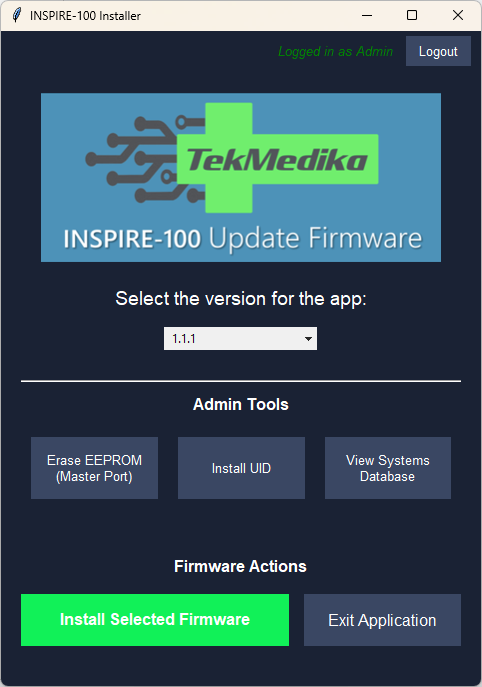 INSPIRE-100 Installer
Logged in as Admin
Logout
TekMedika
INSPIRE-100 Update Firmware
Select the version for the app:
1.1.1
Admin Tools
Erase EEPROM
(Master Port)
Install UID
View Systems
Database
Firmware Actions
Install Selected Firmware
Exit Application